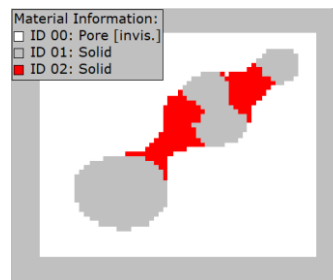 Material Information:
ID 00: Pore [invis.]
ID 01: Solid
ID 02: Solid